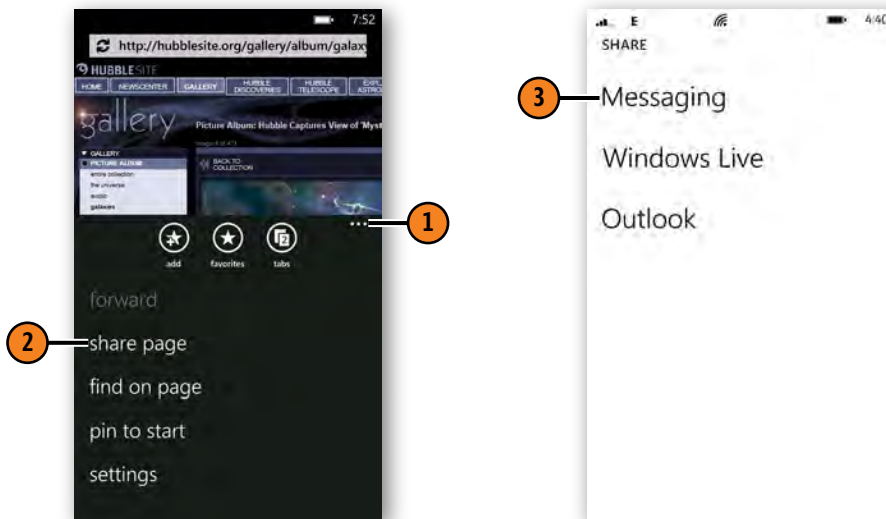 7:52
http://hubblesite.org/gallery/album/galax
HUBBLESITE
HOME NEWSCENTER GALLERY HUBBLE DISCOVERIES HUBBLE TELESCOPE
gallery
Picture Album: Hubble Captures View of 'Myst
GALLERY
PICTURE ALBUM
entire collection
the universe
exotic
galaxies
BACK TO COLLECTION
1
add favorites tabs
2
forward
2 share page
find on page
pin to start
settings
E 4:40
SHARE
3 Messaging
Windows Live
Outlook